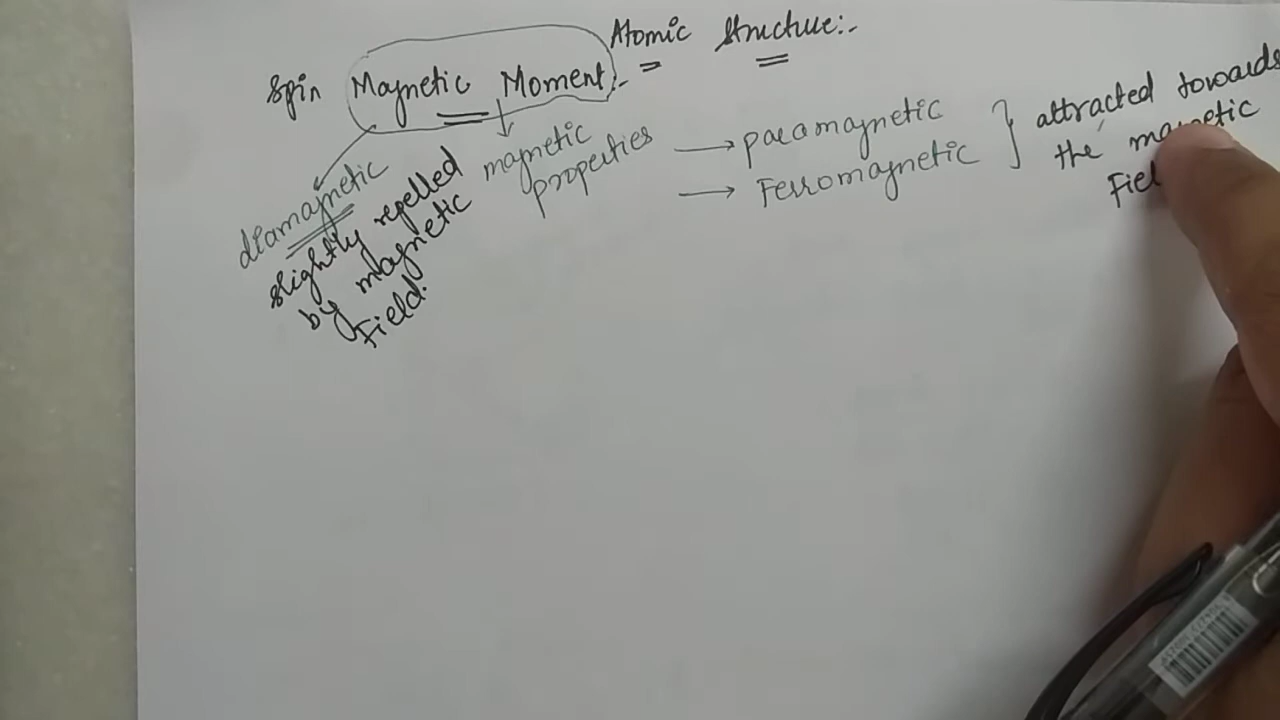 Atomic Structure:-
Spin Magnetic Moment:-
magnetic
properties
→ paramagnetic
→ Ferromagnetic
attracted towards
the magnetic
Fiel
diamagnetic
slightly repelled
by magnetic
Field.